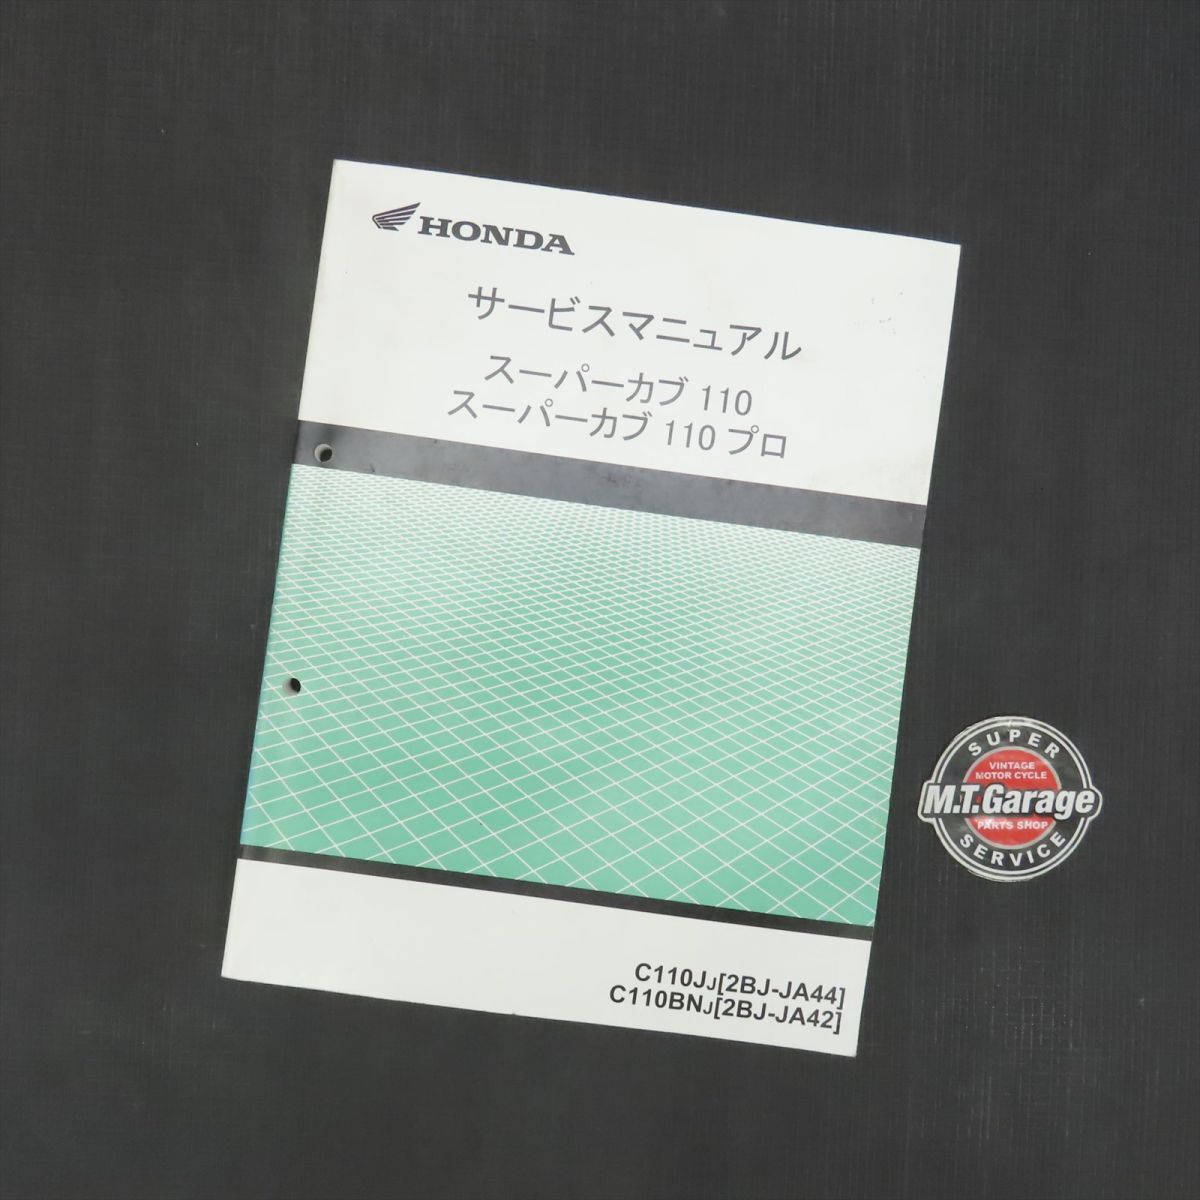 HONDA
サービスマニュアル
スーパーカブ 110
スーパーカブ 110 プロ
C110JJ[2BJ-JA44]
C110BNJ[2BJ-JA42]
SUPER
VINTAGE
MOTOR CYCLE
M.T.Garage
PARTS SHOP
SERVICE